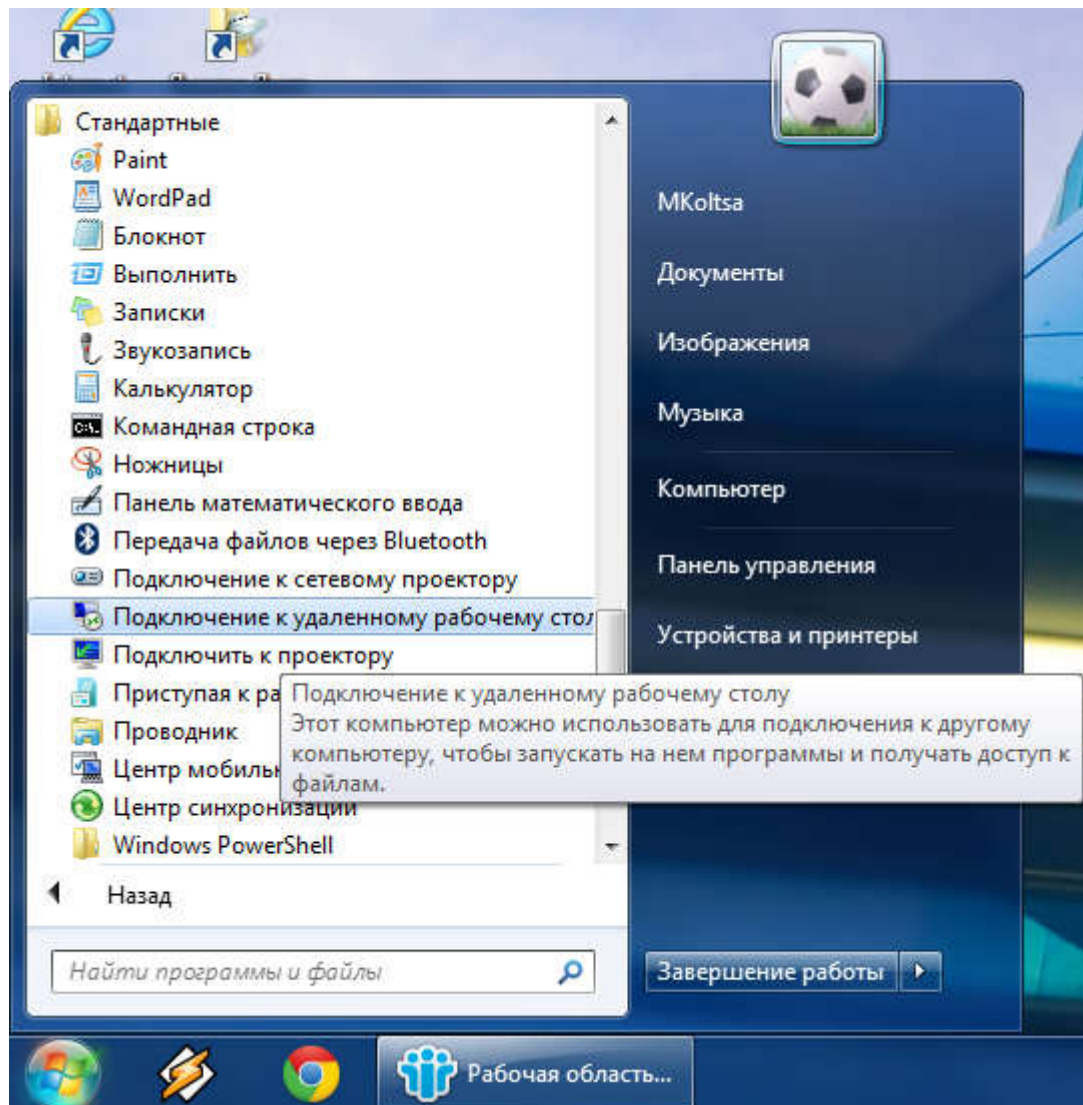 Стандартные
Paint
WordPad
Блокнот
Выполнить
Записки
Звукозапись
Калькулятор
C:\.
Командная строка
Ножницы
Панель математического ввода
Передача файлов через Bluetooth
Подключение к сетевому проектору
Подключение к удаленному рабочему стол
Подключить к проектору
Приступая к ра
Проводник
Центр мобильн
Центр синхронизации
Windows PowerShell
Назад
Найти программы и файлы
MKoltsa
Документы
Изображения
Музыка
Компьютер
Панель управления
Устройства и принтеры
Подключение к удаленному рабочему столу
Этот компьютер можно использовать для подключения к другому
компьютеру, чтобы запускать на нем программы и получать доступ к
файлам.
Завершение работы
Рабочая область...